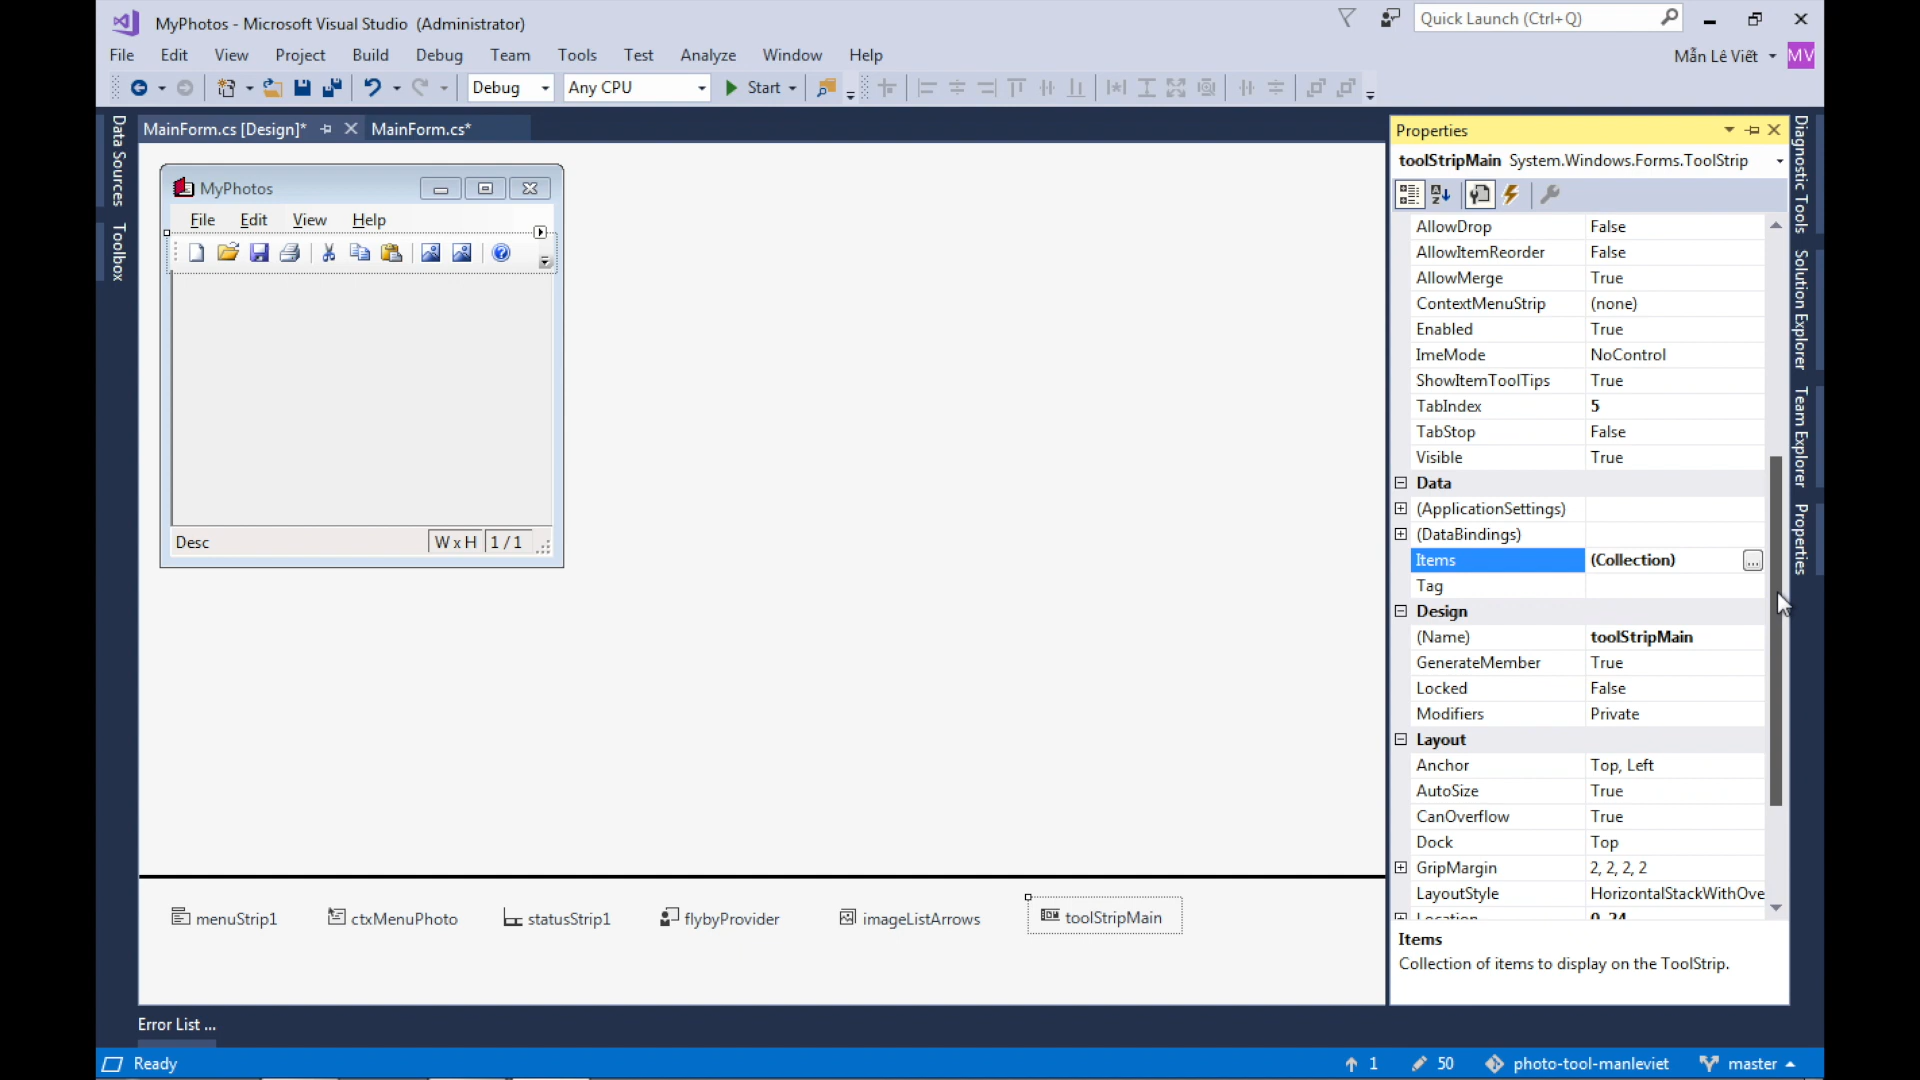 MyPhotos - Microsoft Visual Studio (Administrator)
Quick Launch (Ctrl+Q)
File Edit View Project Build Debug Team Tools Test Analyze Window Help
Mẫn Lê Viết MV
Debug Any CPU Start
Data Sources
Toolbox
MainForm.cs [Design]* MainForm.cs*
MyPhotos
File Edit View Help
Desc W x H 1 / 1
menuStrip1 ctxMenuPhoto statusStrip1 flybyProvider imageListArrows toolStripMain
Properties
toolStripMain System.Windows.Forms.ToolStrip
AllowDrop False
AllowItemReorder False
AllowMerge True
ContextMenuStrip (none)
Enabled True
ImeMode NoControl
ShowItemToolTips True
TabIndex 5
TabStop False
Visible True
Data
(ApplicationSettings)
(DataBindings)
Items (Collection) ...
Tag
Design
(Name) toolStripMain
GenerateMember True
Locked False
Modifiers Private
Layout
Anchor Top, Left
AutoSize True
CanOverflow True
Dock Top
GripMargin 2, 2, 2, 2
LayoutStyle HorizontalStackWithOve
Location 0, 24
Items
Collection of items to display on the ToolStrip.
Diagnostic Tools
Solution Explorer
Team Explorer
Properties
Error List ...
Ready 1 50 photo-tool-manleviet master